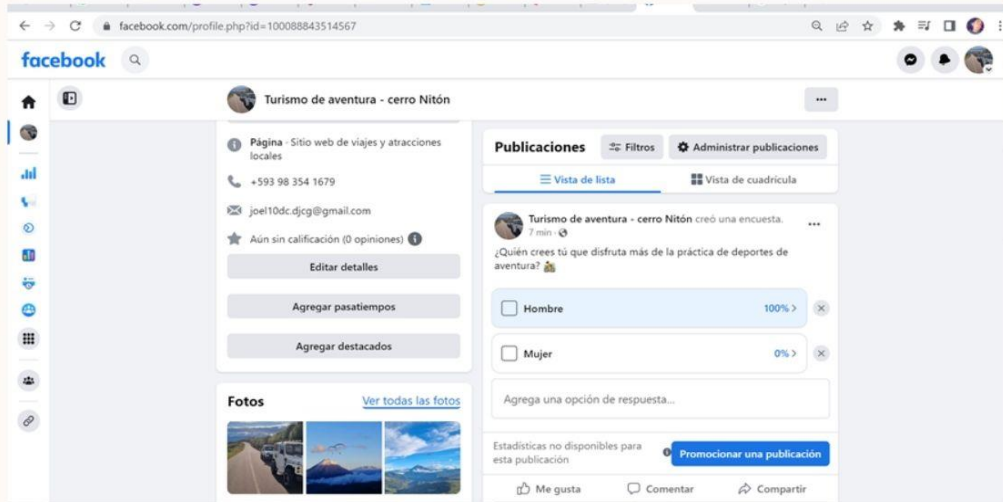 facebook.com/profile.php?id=100088843514567
facebook
Turismo de aventura - cerro Nitón
Página · Sitio web de viajes y atracciones
locales
+593 98 354 1679
joel10dc.djcg@gmail.com
Aún sin calificación (0 opiniones)
Editar detalles
Agregar pasatiempos
Agregar destacados
Fotos
Ver todas las fotos
Publicaciones
Filtros
Administrar publicaciones
Vista de lista
Vista de cuadrícula
Turismo de aventura - cerro Nitón creó una encuesta.
7 min ·
¿Quién crees tú que disfruta más de la práctica de deportes de
aventura?
Hombre
100%
Mujer
0%
Agrega una opción de respuesta...
Estadísticas no disponibles para
esta publicación
Promocionar una publicación
Me gusta
Comentar
Compartir